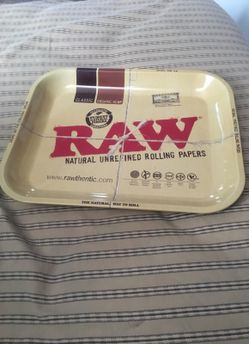 CLASSIC
ORGANIC HEMP
RAW
NATURAL UNREFINED ROLLING PAPERS
www.rawthentic.com
THE NATURAL WAY TO ROLL